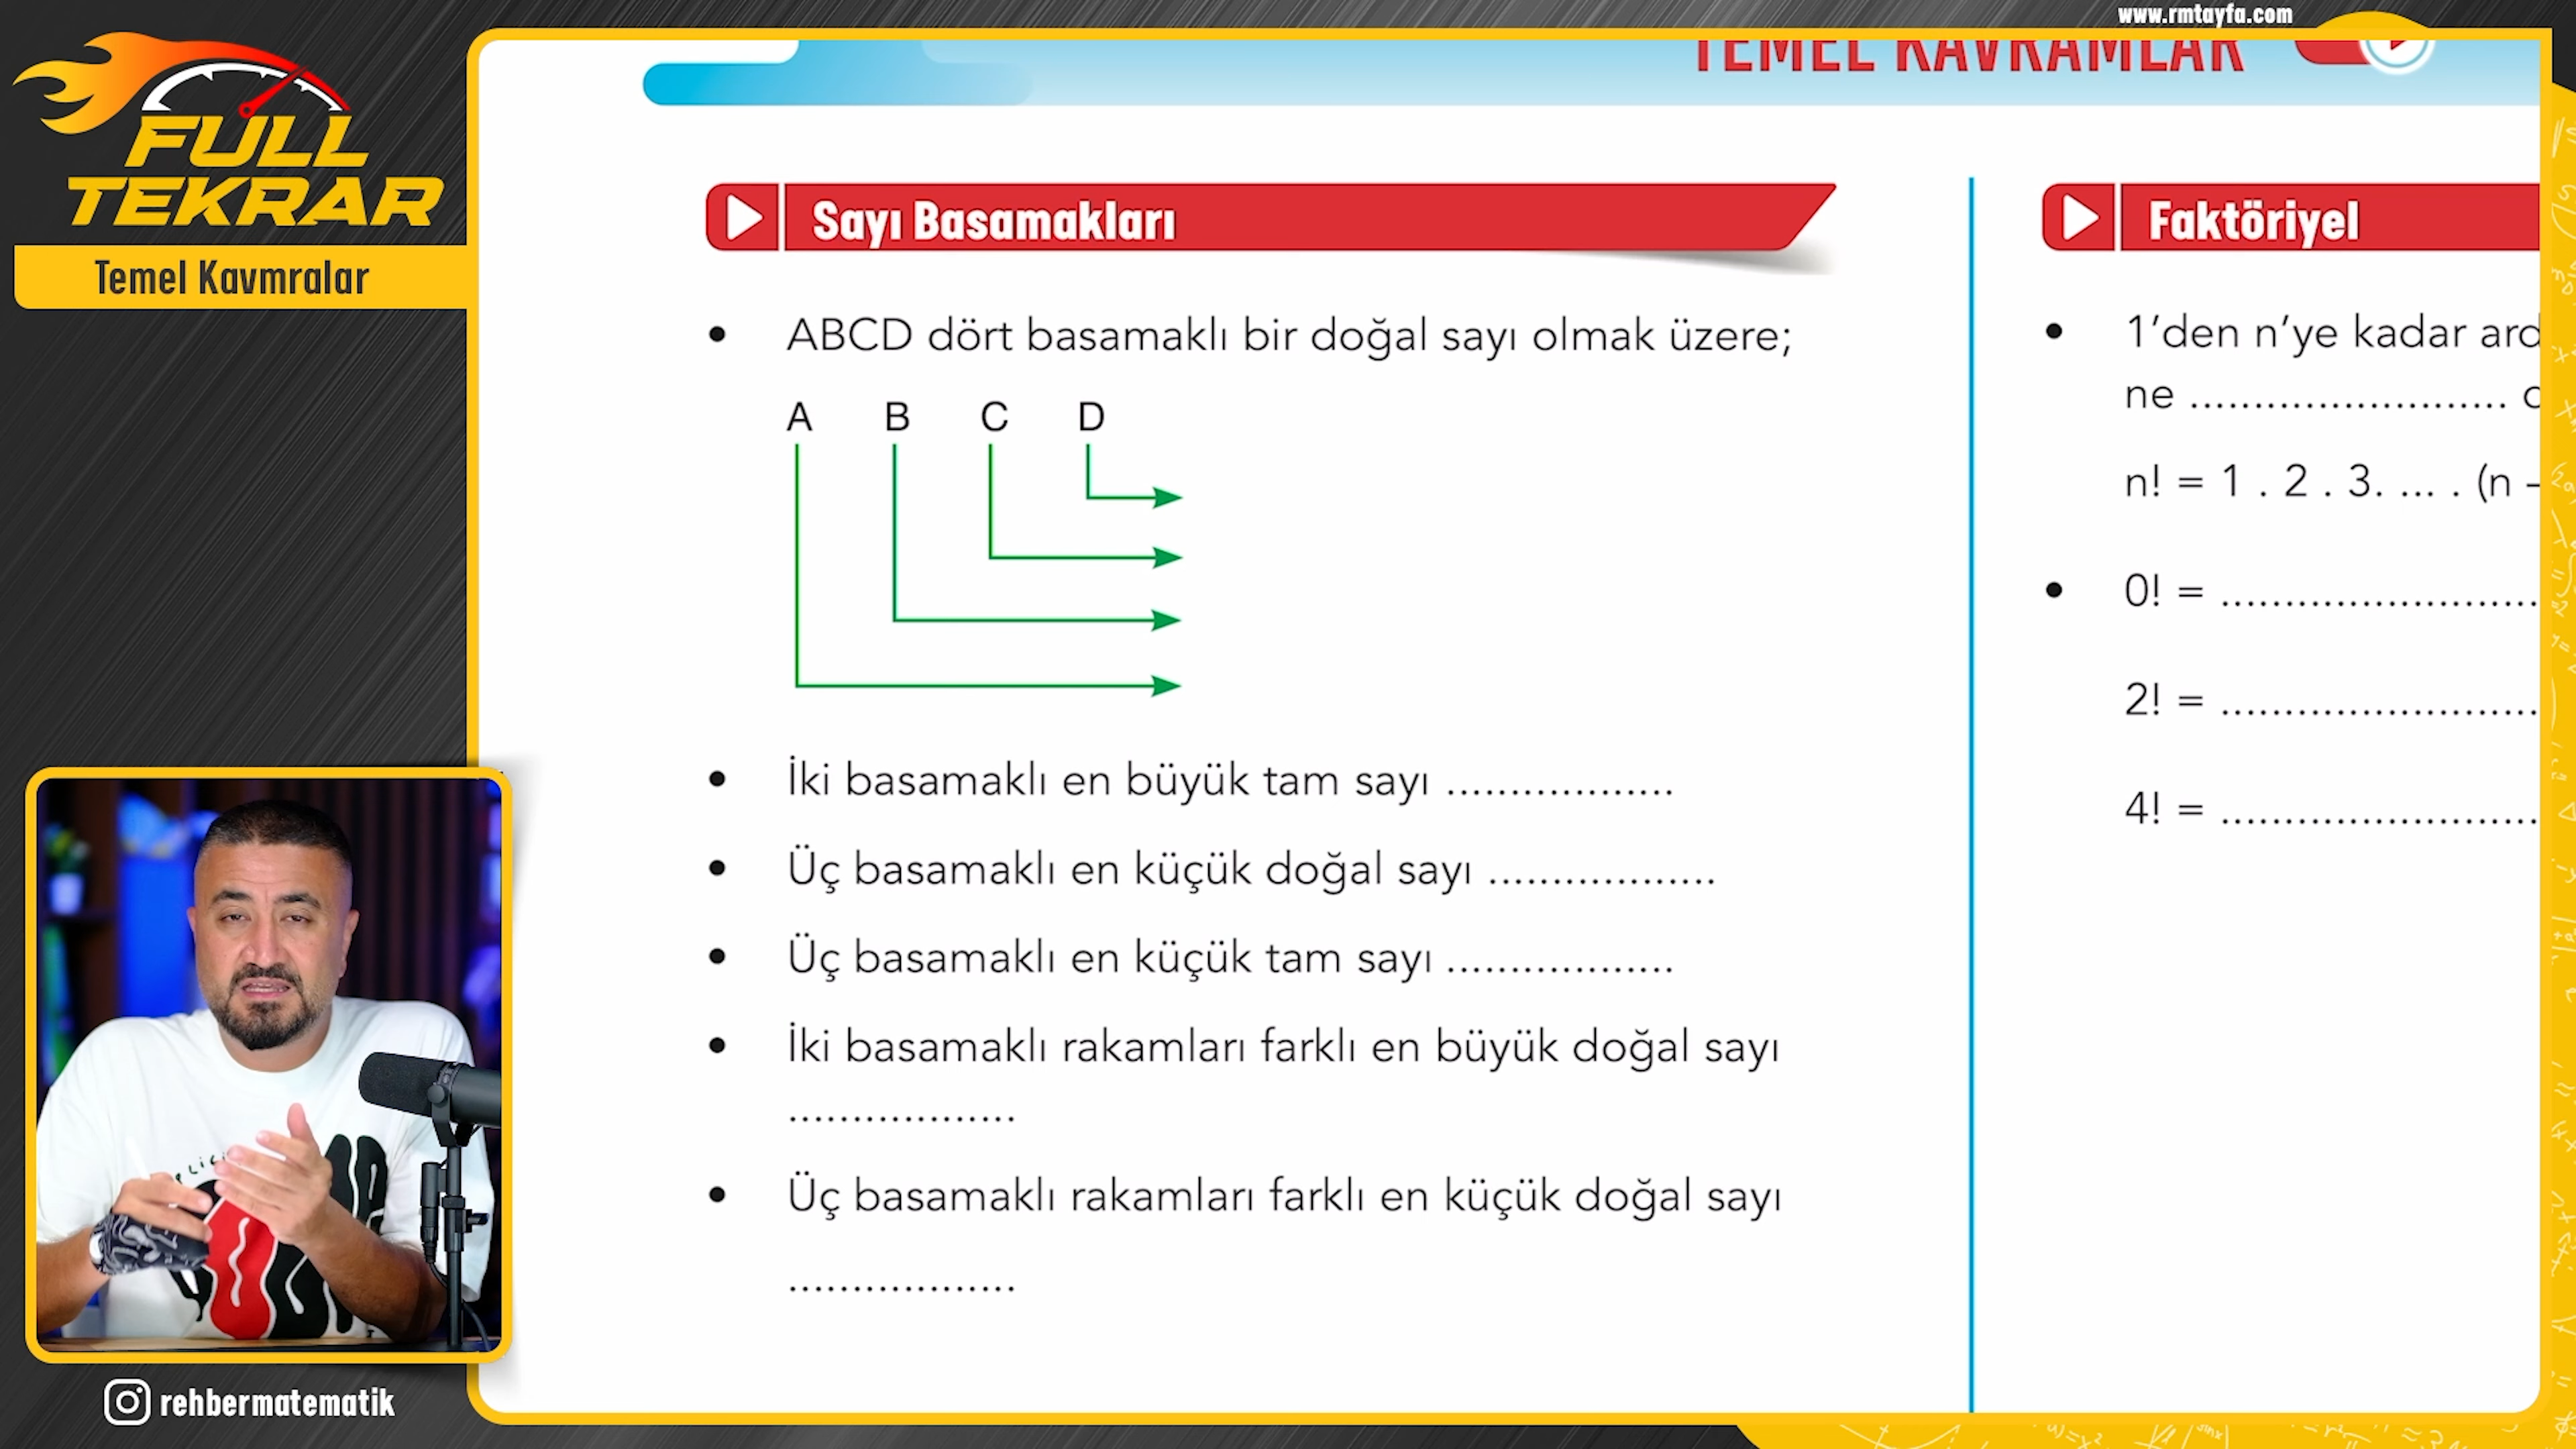 www.rmtayfa.com
FULL
TEKRAR
Temel Kavmralar
TEMEL KAVRAMLAR
Sayı Basamakları
• ABCD dört basamaklı bir doğal sayı olmak üzere;
A B C D
• İki basamaklı en büyük tam sayı ..................
• Üç basamaklı en küçük doğal sayı ..................
• Üç basamaklı en küçük tam sayı ..................
• İki basamaklı rakamları farklı en büyük doğal sayı
..................
• Üç basamaklı rakamları farklı en küçük doğal sayı
..................
Faktöriyel
• 1’den n’ye kadar ard
ne .........................
n! = 1 . 2 . 3. ... . (n –
• 0! = .........................
2! = .........................
4! = .........................
rehbermatematik